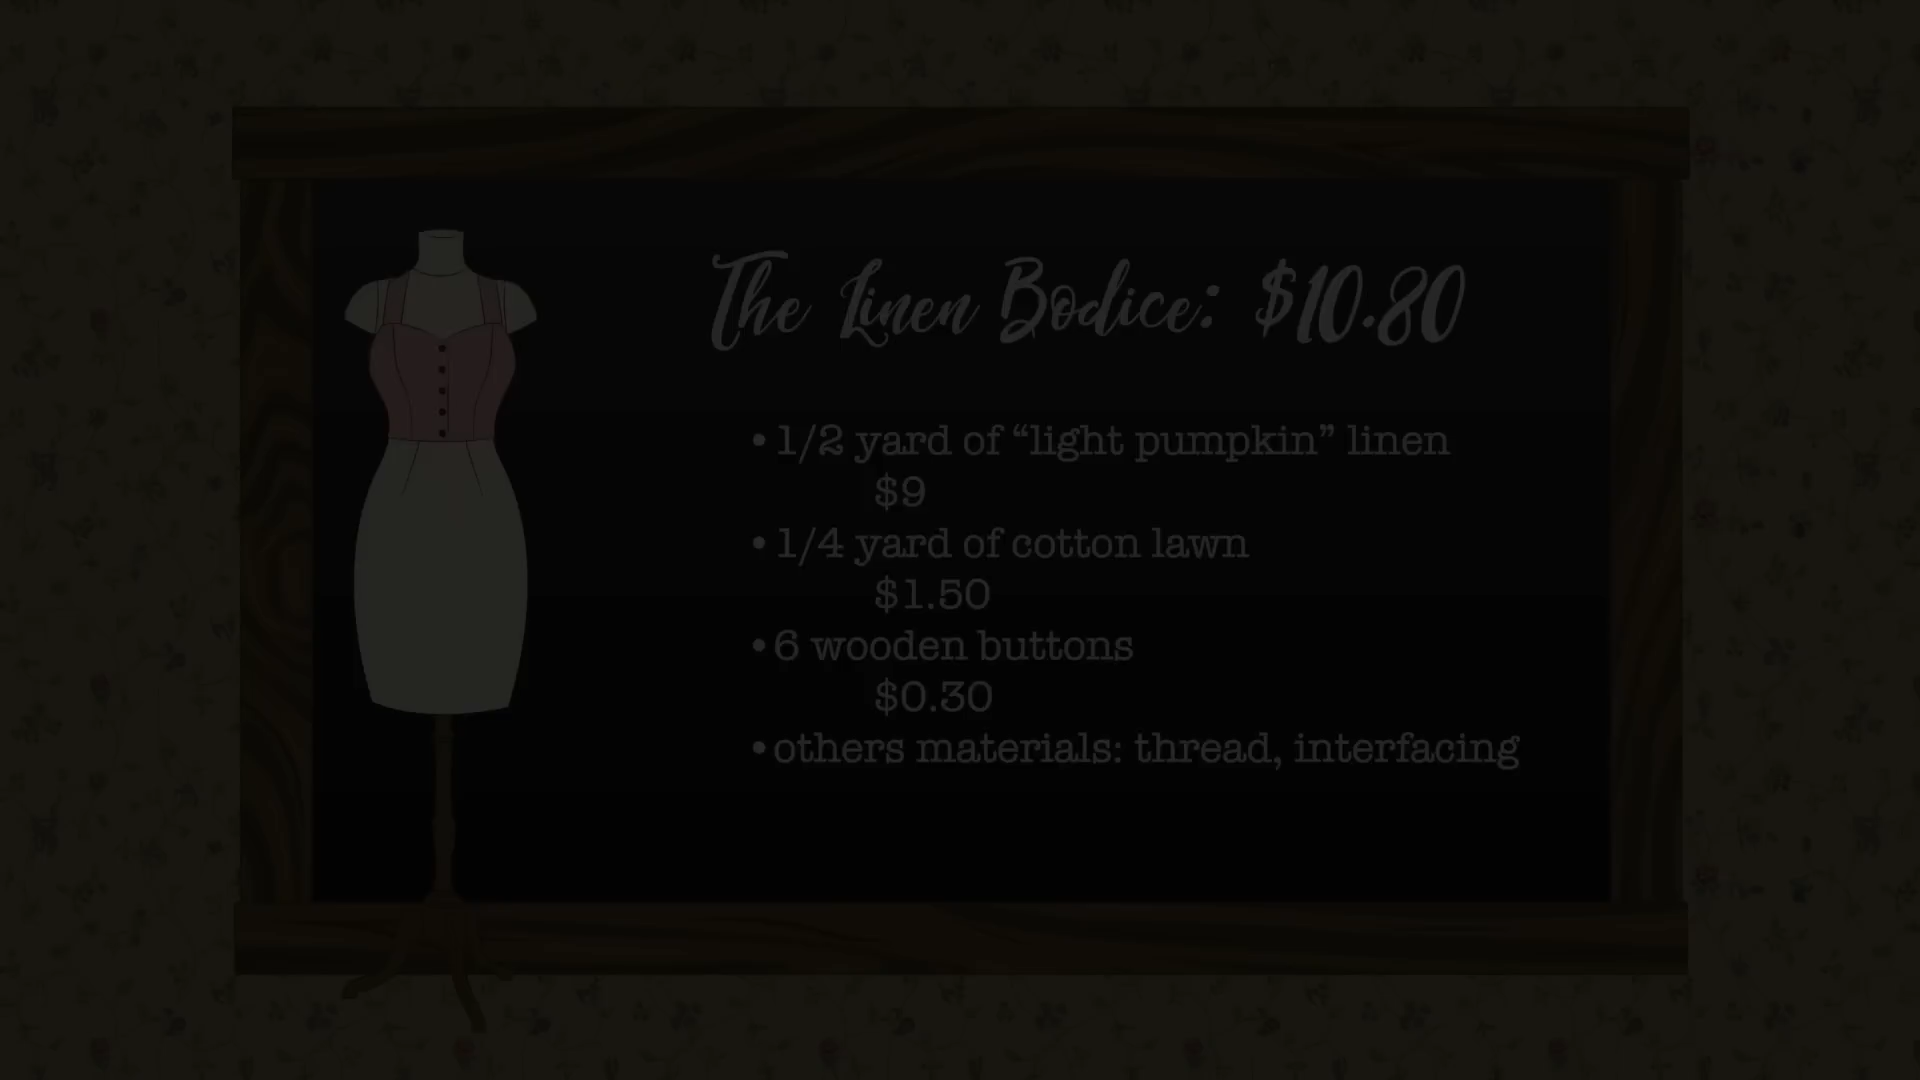 The Linen Bodice: $10.80
• 1/2 yard of “light pumpkin” linen
$9
• 1/4 yard of cotton lawn
$1.50
• 6 wooden buttons
$0.30
• others materials: thread, interfacing